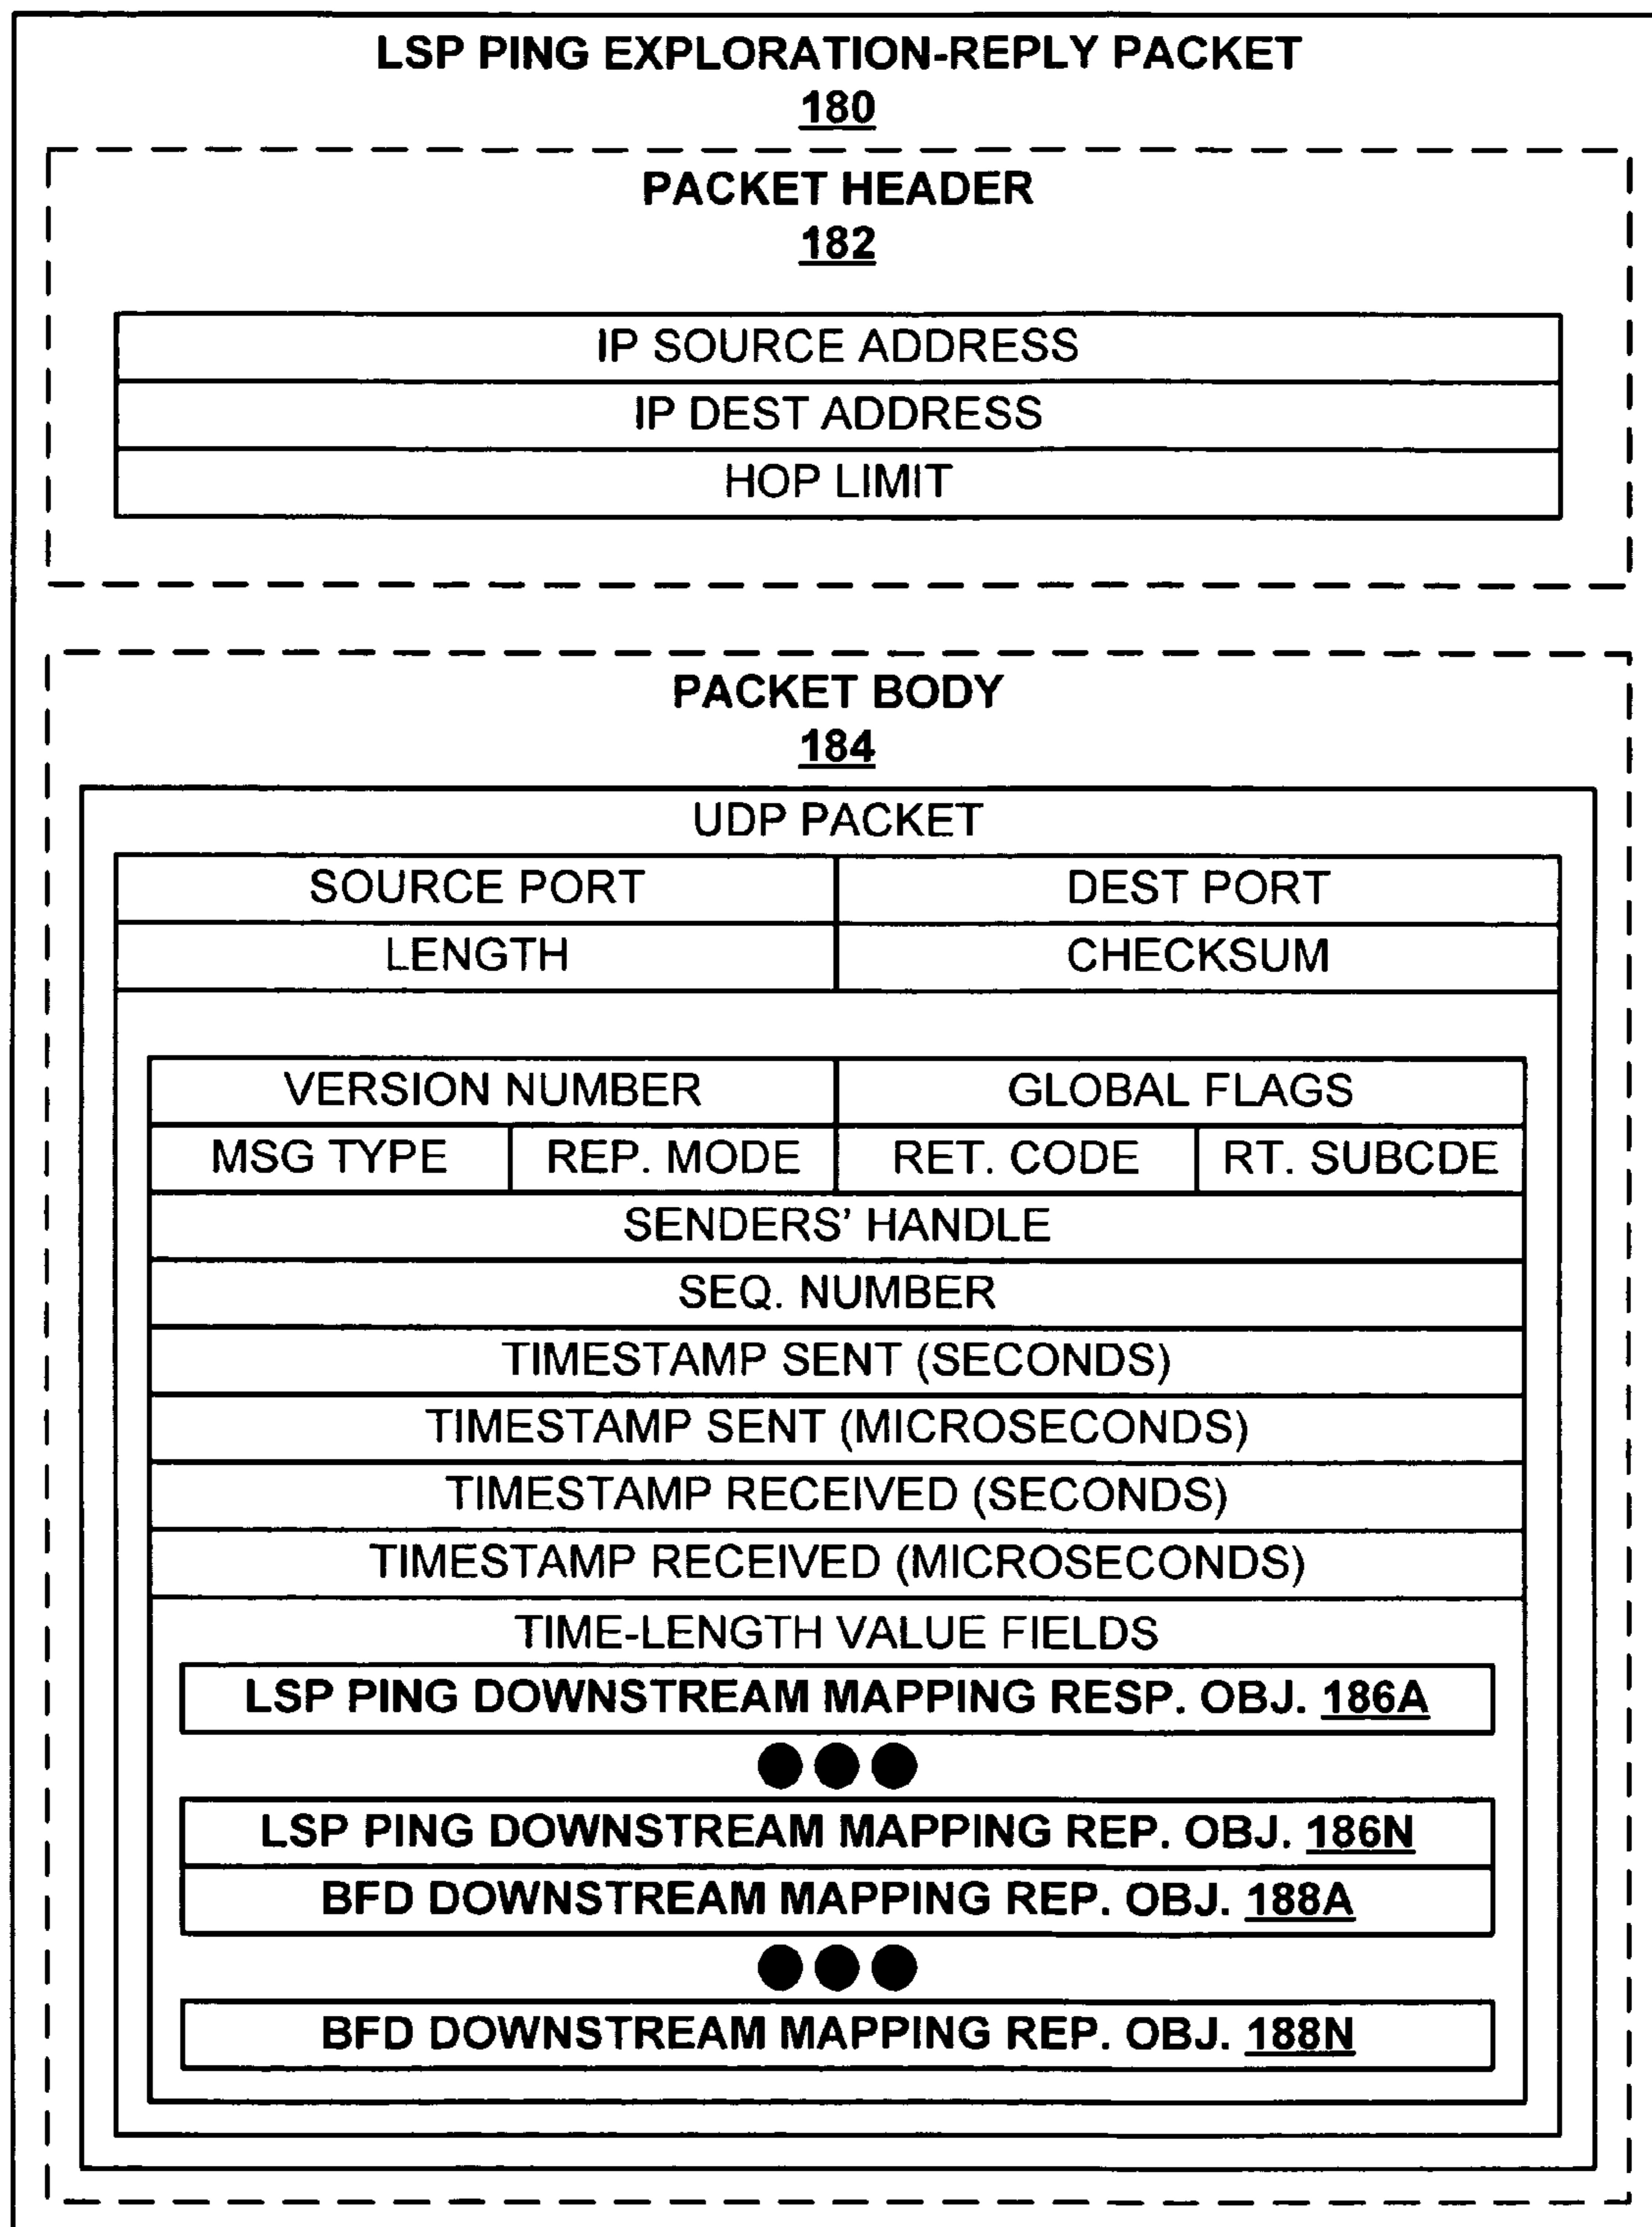 LSP PING EXPLORATION-REPLY PACKET
180
PACKET HEADER
182
IP SOURCE ADDRESS
IP DEST ADDRESS
HOP LIMIT
PACKET BODY
184
UDP PACKET
SOURCE PORT DEST PORT
LENGTH CHECKSUM
VERSION NUMBER GLOBAL FLAGS
MSG TYPE REP. MODE RET. CODE RT. SUBCDE
SENDERS' HANDLE
SEQ. NUMBER
TIMESTAMP SENT (SECONDS)
TIMESTAMP SENT (MICROSECONDS)
TIMESTAMP RECEIVED (SECONDS)
TIMESTAMP RECEIVED (MICROSECONDS)
TIME-LENGTH VALUE FIELDS
LSP PING DOWNSTREAM MAPPING RESP. OBJ. 186A
LSP PING DOWNSTREAM MAPPING REP. OBJ. 186N
BFD DOWNSTREAM MAPPING REP. OBJ. 188A
BFD DOWNSTREAM MAPPING REP. OBJ. 188N